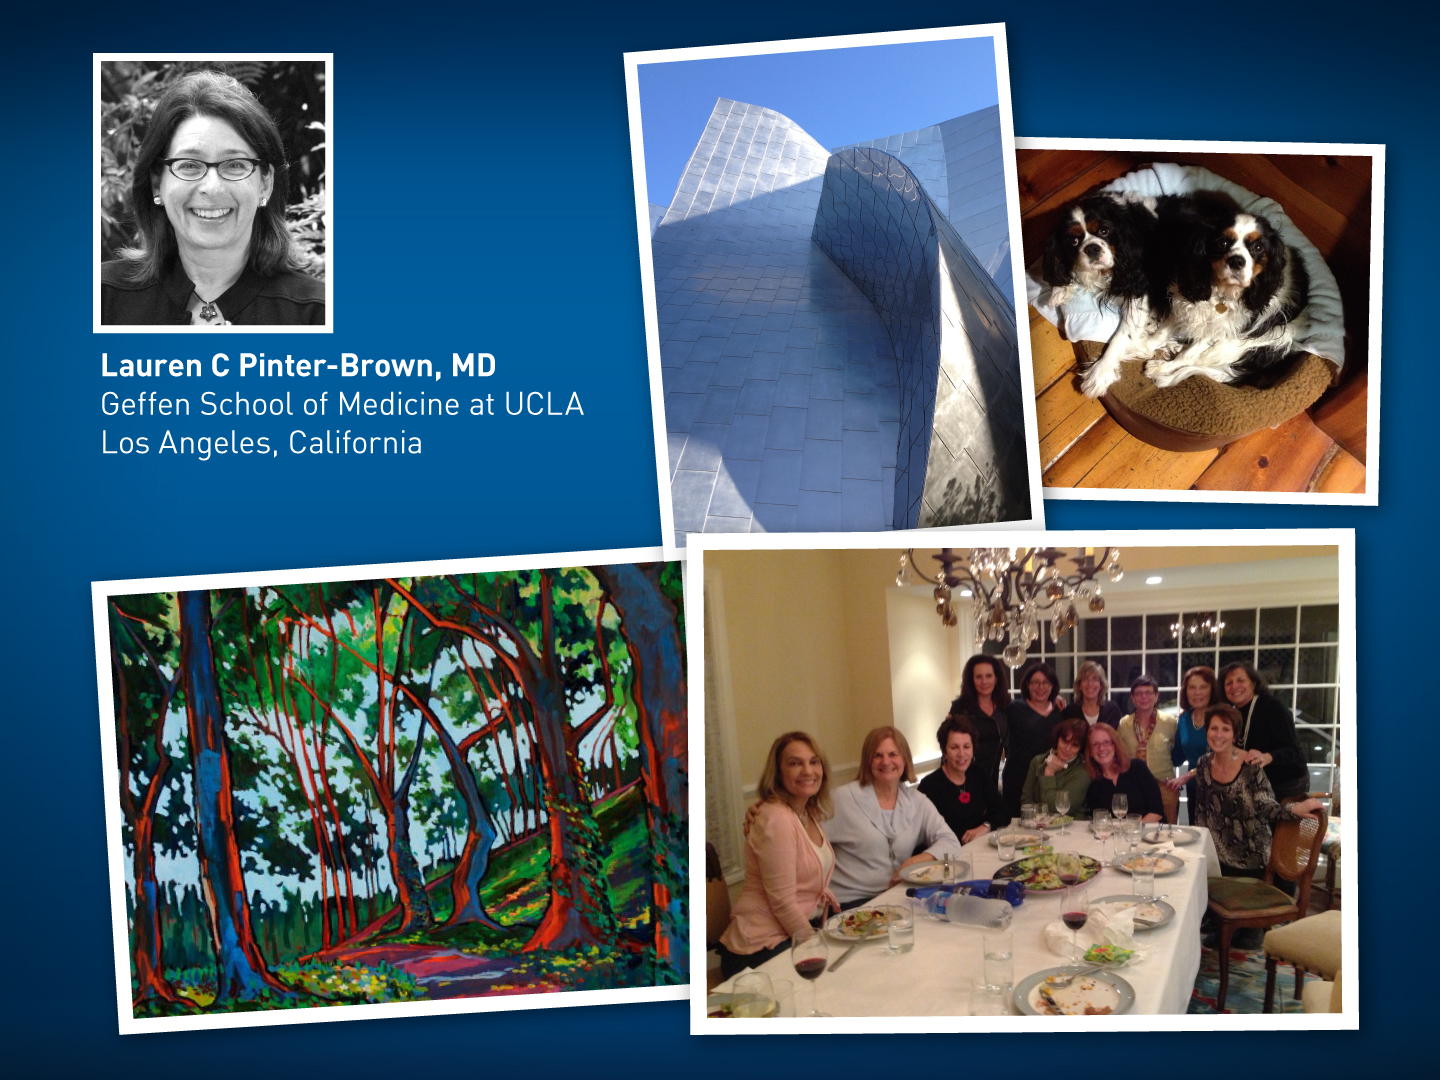 Lauren C Pinter-Brown, MD
Geffen School of Medicine at UCLA
Los Angeles, California